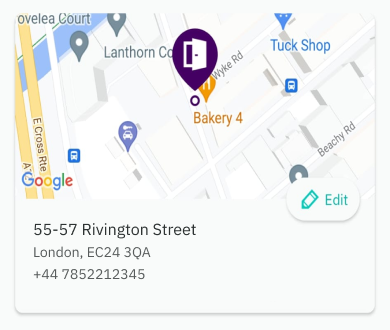 ovelea Court
Lanthorn Co
Tuck Shop
Wyke Rd
Bakery 4
E Cross Rte
Beachy Rd
A
Google
Edit
55-57 Rivington Street
London, EC24 3QA
+44 7852212345